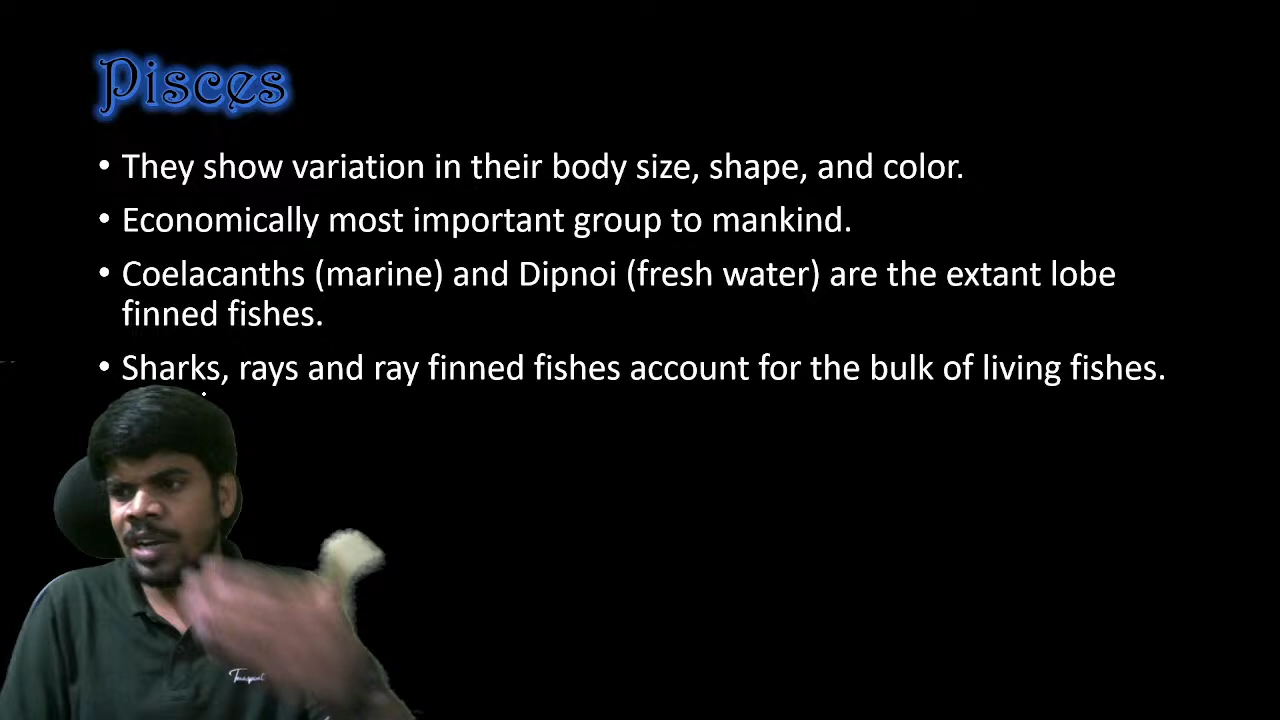 Pisces
• They show variation in their body size, shape, and color.
• Economically most important group to mankind.
• Coelacanths (marine) and Dipnoi (fresh water) are the extant lobe
finned fishes.
• Sharks, rays and ray finned fishes account for the bulk of living fishes.